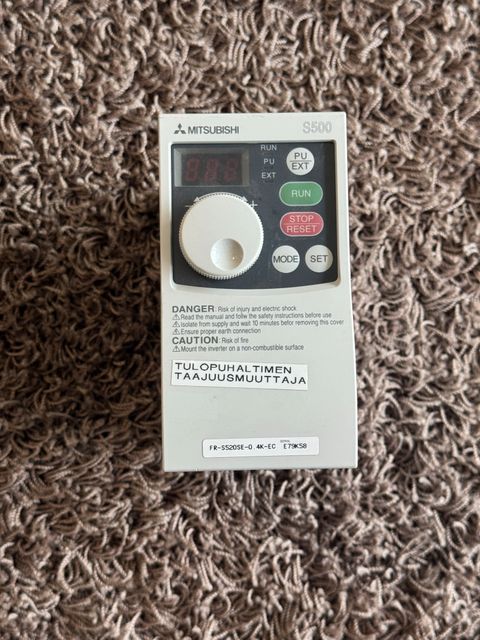 MITSUBISHI S500
RUN
PU
EXT
PU
EXT
RUN
STOP
RESET
MODE SET
DANGER: Risk of injury and electric shock
Read the manual and follw the safety instructions before use
Isolate from supply and wait 10 minutes befor removing this cover
Ensure proper earth connection
CAUTION: Risk of fire
Mount the inverter on a non-combustible surface
TULOPUHALTIMEN
TAAJUUSMUUTTAJA
FR-S520SE-0.4K-EC SERIAL E79K58